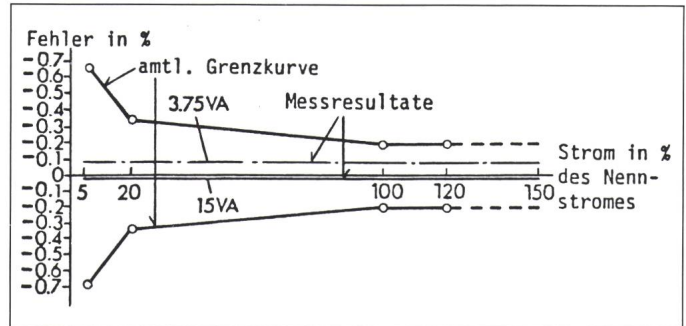 Fehler in %
-0.7
-0.6
amtl. Grenzkurve
-0.5
-0.4
3.75VA
Messresultate
-0.3
-0.2
-0.1
Strom in %
0
des Nenn-
stromes
5
20
100
120
150
-0.1
15VA
-0.2
-0.3
-0.4
-0.5
-0.6
-0.7